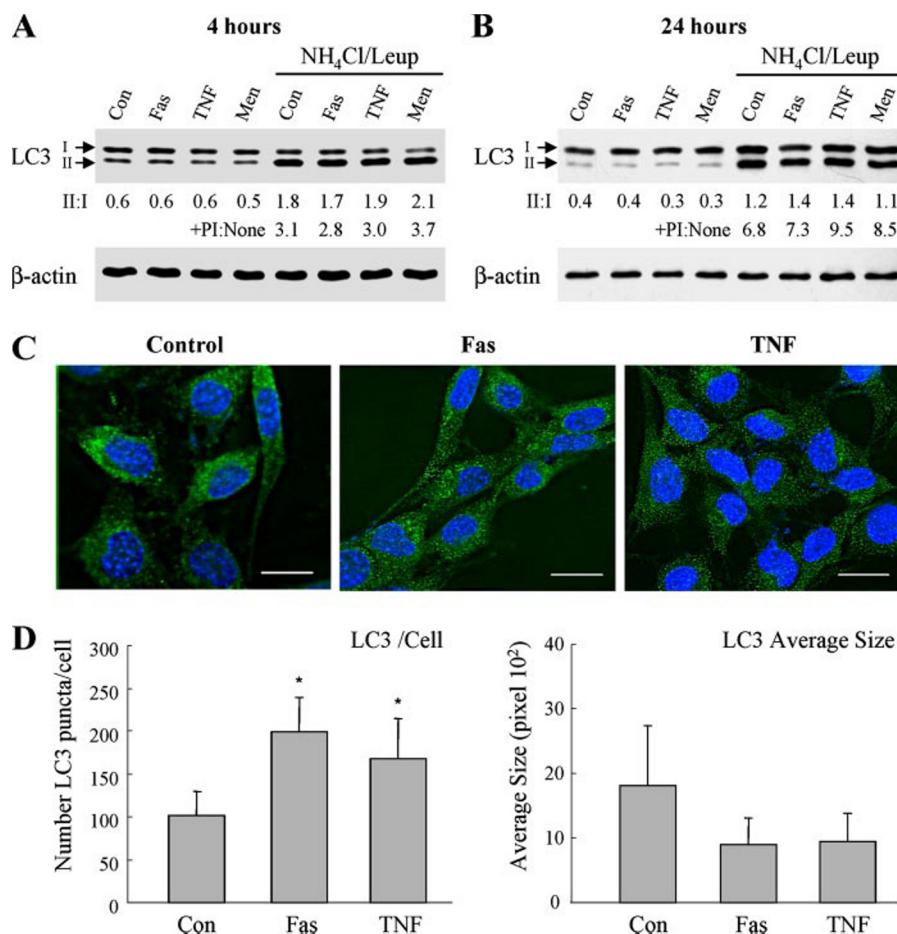 A
4 hours
NH4Cl/Leup
Con Fas TNF Men Con Fas TNF Men
LC3
I
II
II:I 0.6 0.6 0.6 0.5 1.8 1.7 1.9 2.1
+PI:None 3.1 2.8 3.0 3.7
β-actin
B
24 hours
NH4Cl/Leup
Con Fas TNF Men Con Fas TNF Men
LC3
I
II
II:I 0.4 0.4 0.3 0.3 1.2 1.4 1.4 1.1
+PI:None 6.8 7.3 9.5 8.5
β-actin
C
Control Fas TNF
D
LC3 /Cell
Number LC3 puncta/cell
300
250
200
150
100
50
0
* *
Con Fas TNF
LC3 Average Size
Average Size (pixel 10²)
40
30
20
10
0
Con Fas TNF